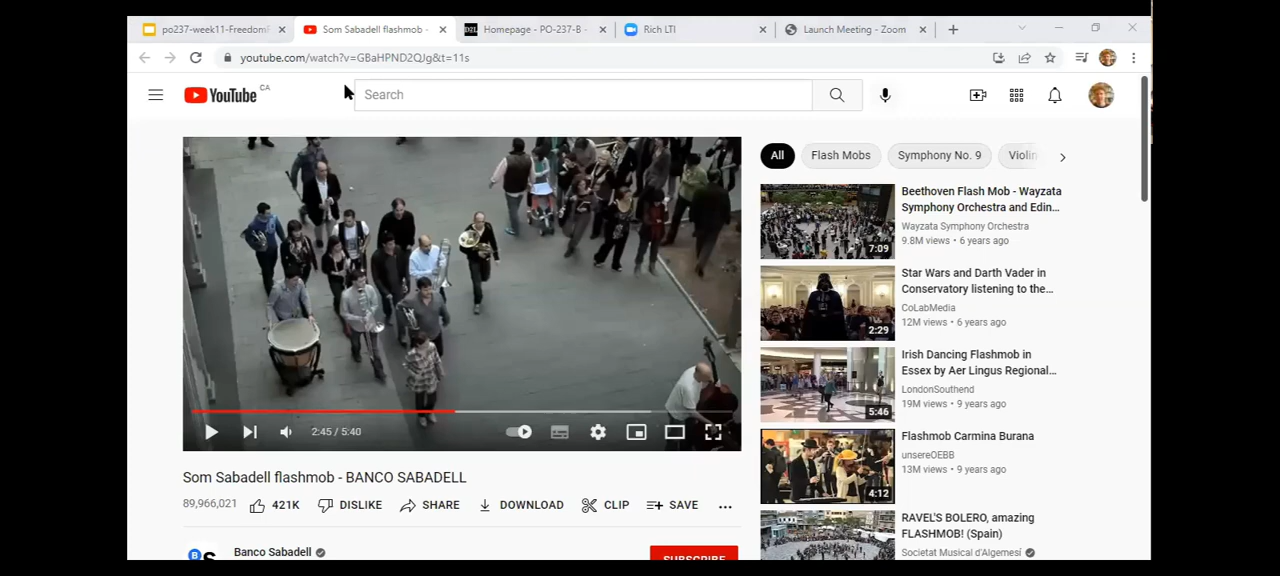 po237-week11-Freedom
Som Sabadell flashmob -
Homepage - PO-237-B -
Rich LTI
Launch Meeting - Zoom
youtube.com/watch?v=GBaHPND2QJg&t=11s
YouTube CA
Search
All
Flash Mobs
Symphony No. 9
Violin
Beethoven Flash Mob - Wayzata
Symphony Orchestra and Edin...
Wayzata Symphony Orchestra
9.8M views • 6 years ago
7:09
Star Wars and Darth Vader in
Conservatory listening to the...
CoLabMedia
12M views • 6 years ago
2:29
Irish Dancing Flashmob in
Essex by Aer Lingus Regional...
LondonSouthend
19M views • 9 years ago
5:46
Flashmob Carmina Burana
unsereOEBB
13M views • 9 years ago
4:12
RAVEL'S BOLERO, amazing
FLASHMOB! (Spain)
Societat Musical d'Algemesí
2:45 / 5:40
Som Sabadell flashmob - BANCO SABADELL
89,966,021
421K
DISLIKE
SHARE
DOWNLOAD
CLIP
SAVE
Banco Sabadell
SUBSCRIBE